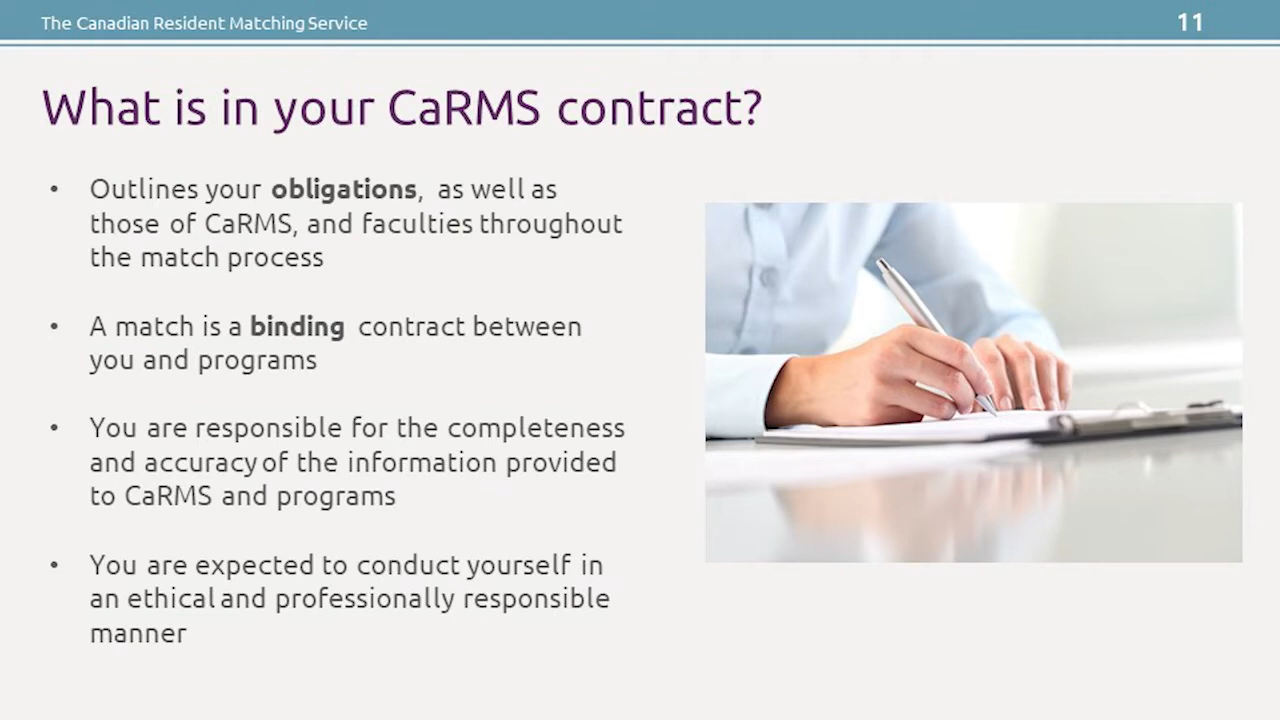 The Canadian Resident Matching Service
11
What is in your CaRMS contract?
• Outlines your obligations, as well as
those of CaRMS, and faculties throughout
the match process
• A match is a binding contract between
you and programs
• You are responsible for the completeness
and accuracy of the information provided
to CaRMS and programs
• You are expected to conduct yourself in
an ethical and professionally responsible
manner